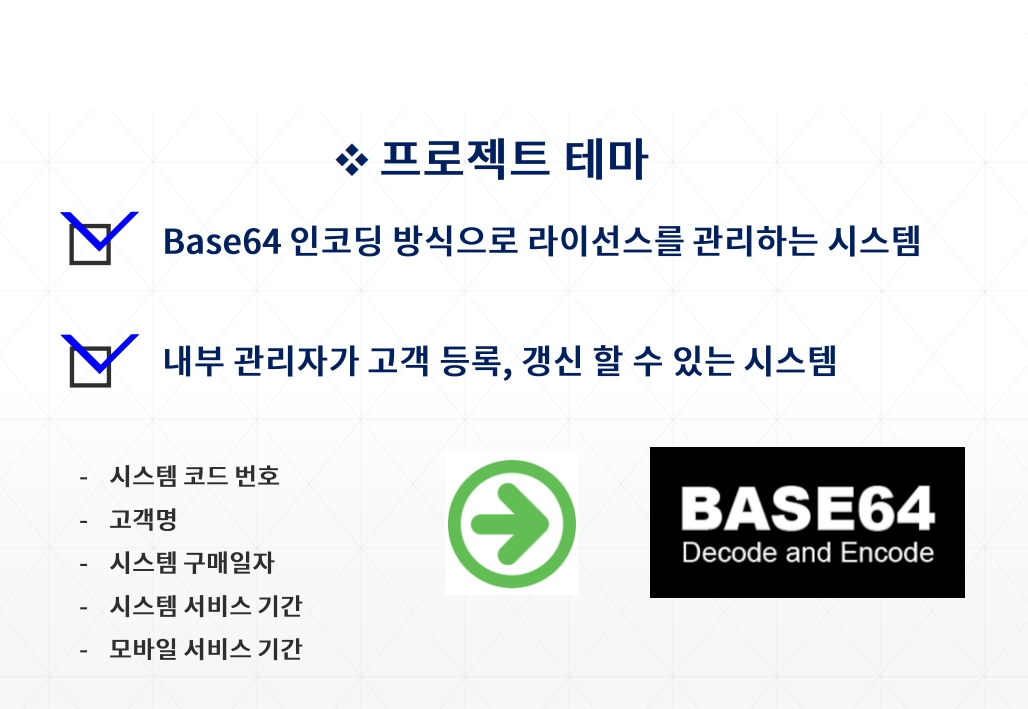 ❖ 프로젝트 테마
Base64 인코딩 방식으로 라이선스를 관리하는 시스템
내부 관리자가 고객 등록, 갱신 할 수 있는 시스템
- 시스템 코드 번호
- 고객명
- 시스템 구매일자
- 시스템 서비스 기간
- 모바일 서비스 기간
BASE64
Decode and Encode